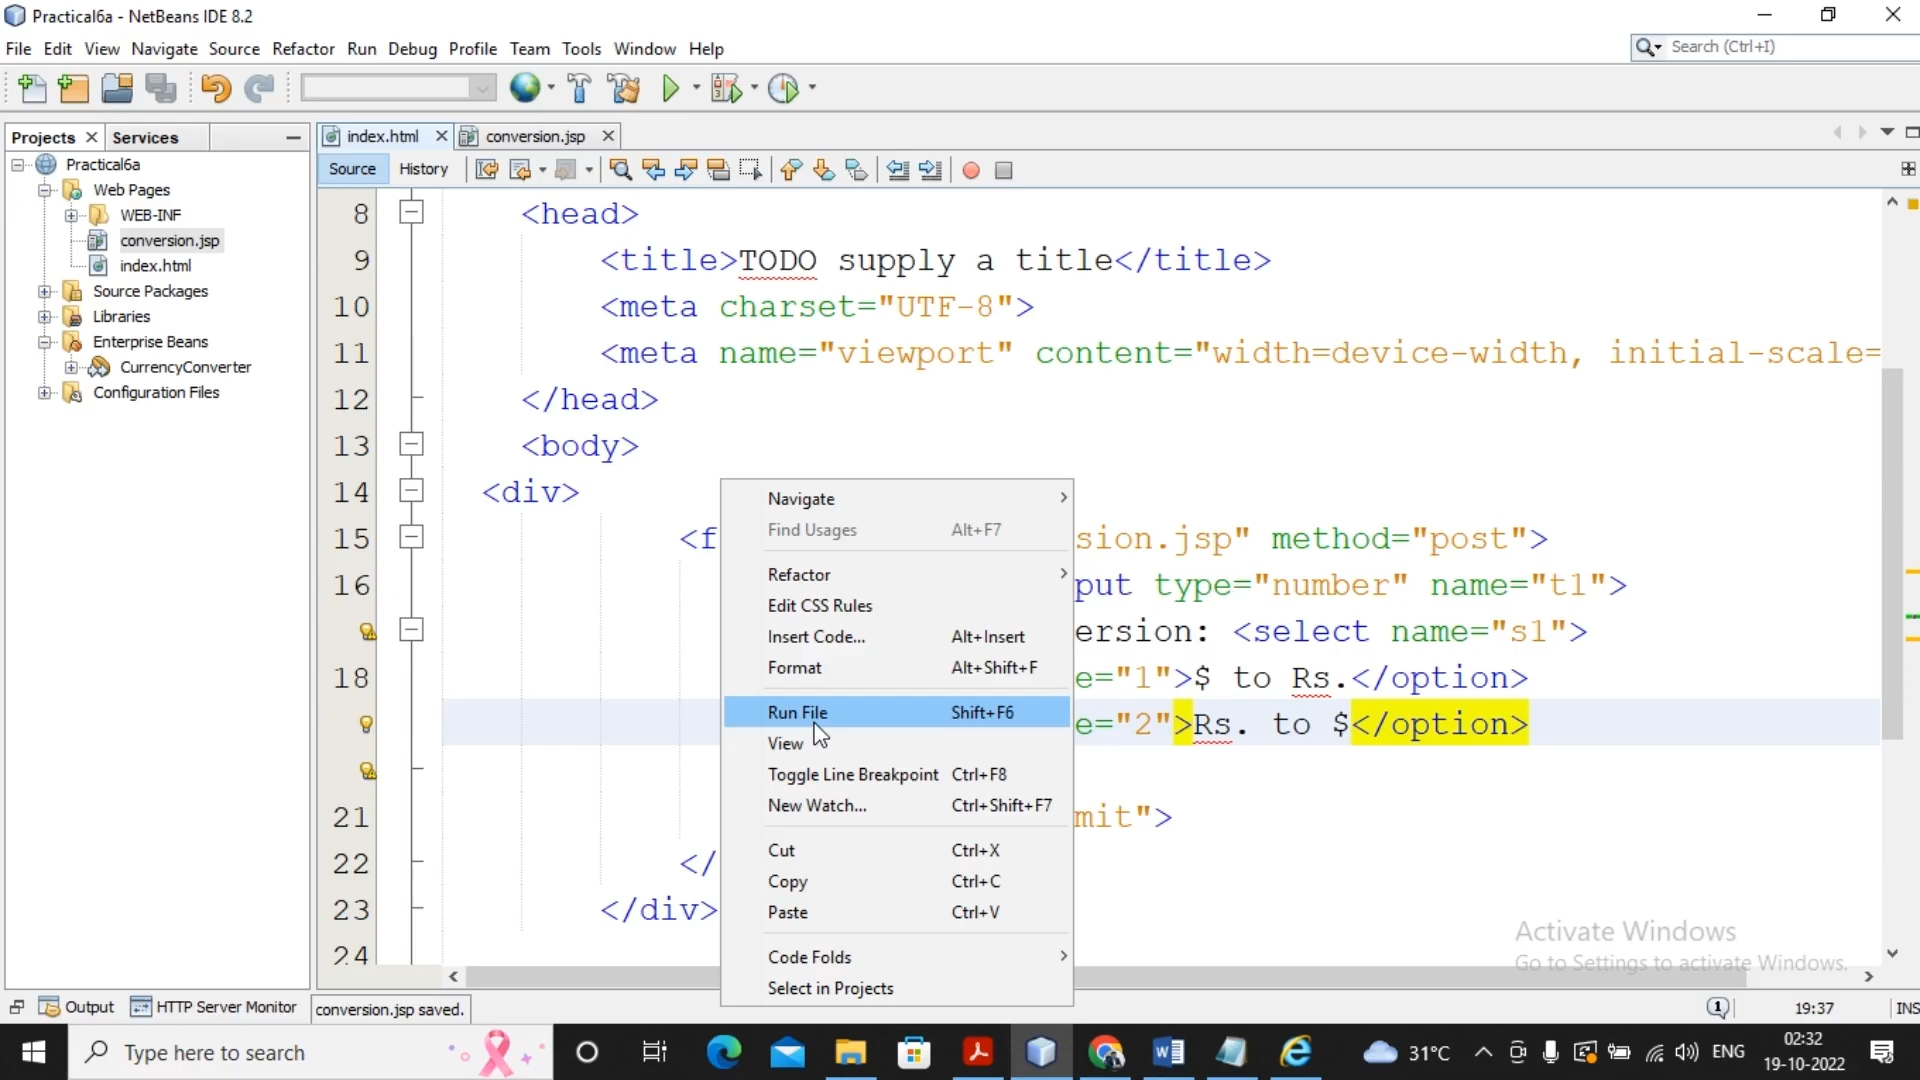 Practical6a - NetBeans IDE 8.2
File Edit View Navigate Source Refactor Run Debug Profile Team Tools Window Help
Search (Ctrl+I)
Projects
Services
index.html
conversion.jsp
Source
History
Practical6a
Web Pages
WEB-INF
conversion.jsp
index.html
Source Packages
Libraries
Enterprise Beans
CurrencyConverter
Configuration Files
8 <head>
9 <title>TODO supply a title</title>
10 <meta charset="UTF-8">
11 <meta name="viewport" content="width=device-width, initial-scale=
12 </head>
13 <body>
14 <div>
15 <f sion.jsp" method="post">
16 put type="number" name="t1">
ersion: <select name="s1">
18 e="1">$ to Rs.</option>
e="2">Rs. to $</option>
21 mit">
22 </
23 </div>
24
Navigate
Find Usages Alt+F7
Refactor
Edit CSS Rules
Insert Code... Alt+Insert
Format Alt+Shift+F
Run File Shift+F6
View
Toggle Line Breakpoint Ctrl+F8
New Watch... Ctrl+Shift+F7
Cut Ctrl+X
Copy Ctrl+C
Paste Ctrl+V
Code Folds
Select in Projects
Activate Windows
Go to Settings to activate Windows.
Output
HTTP Server Monitor
conversion.jsp saved.
1
19:37
INS
Type here to search
31°C
ENG
02:32
19-10-2022